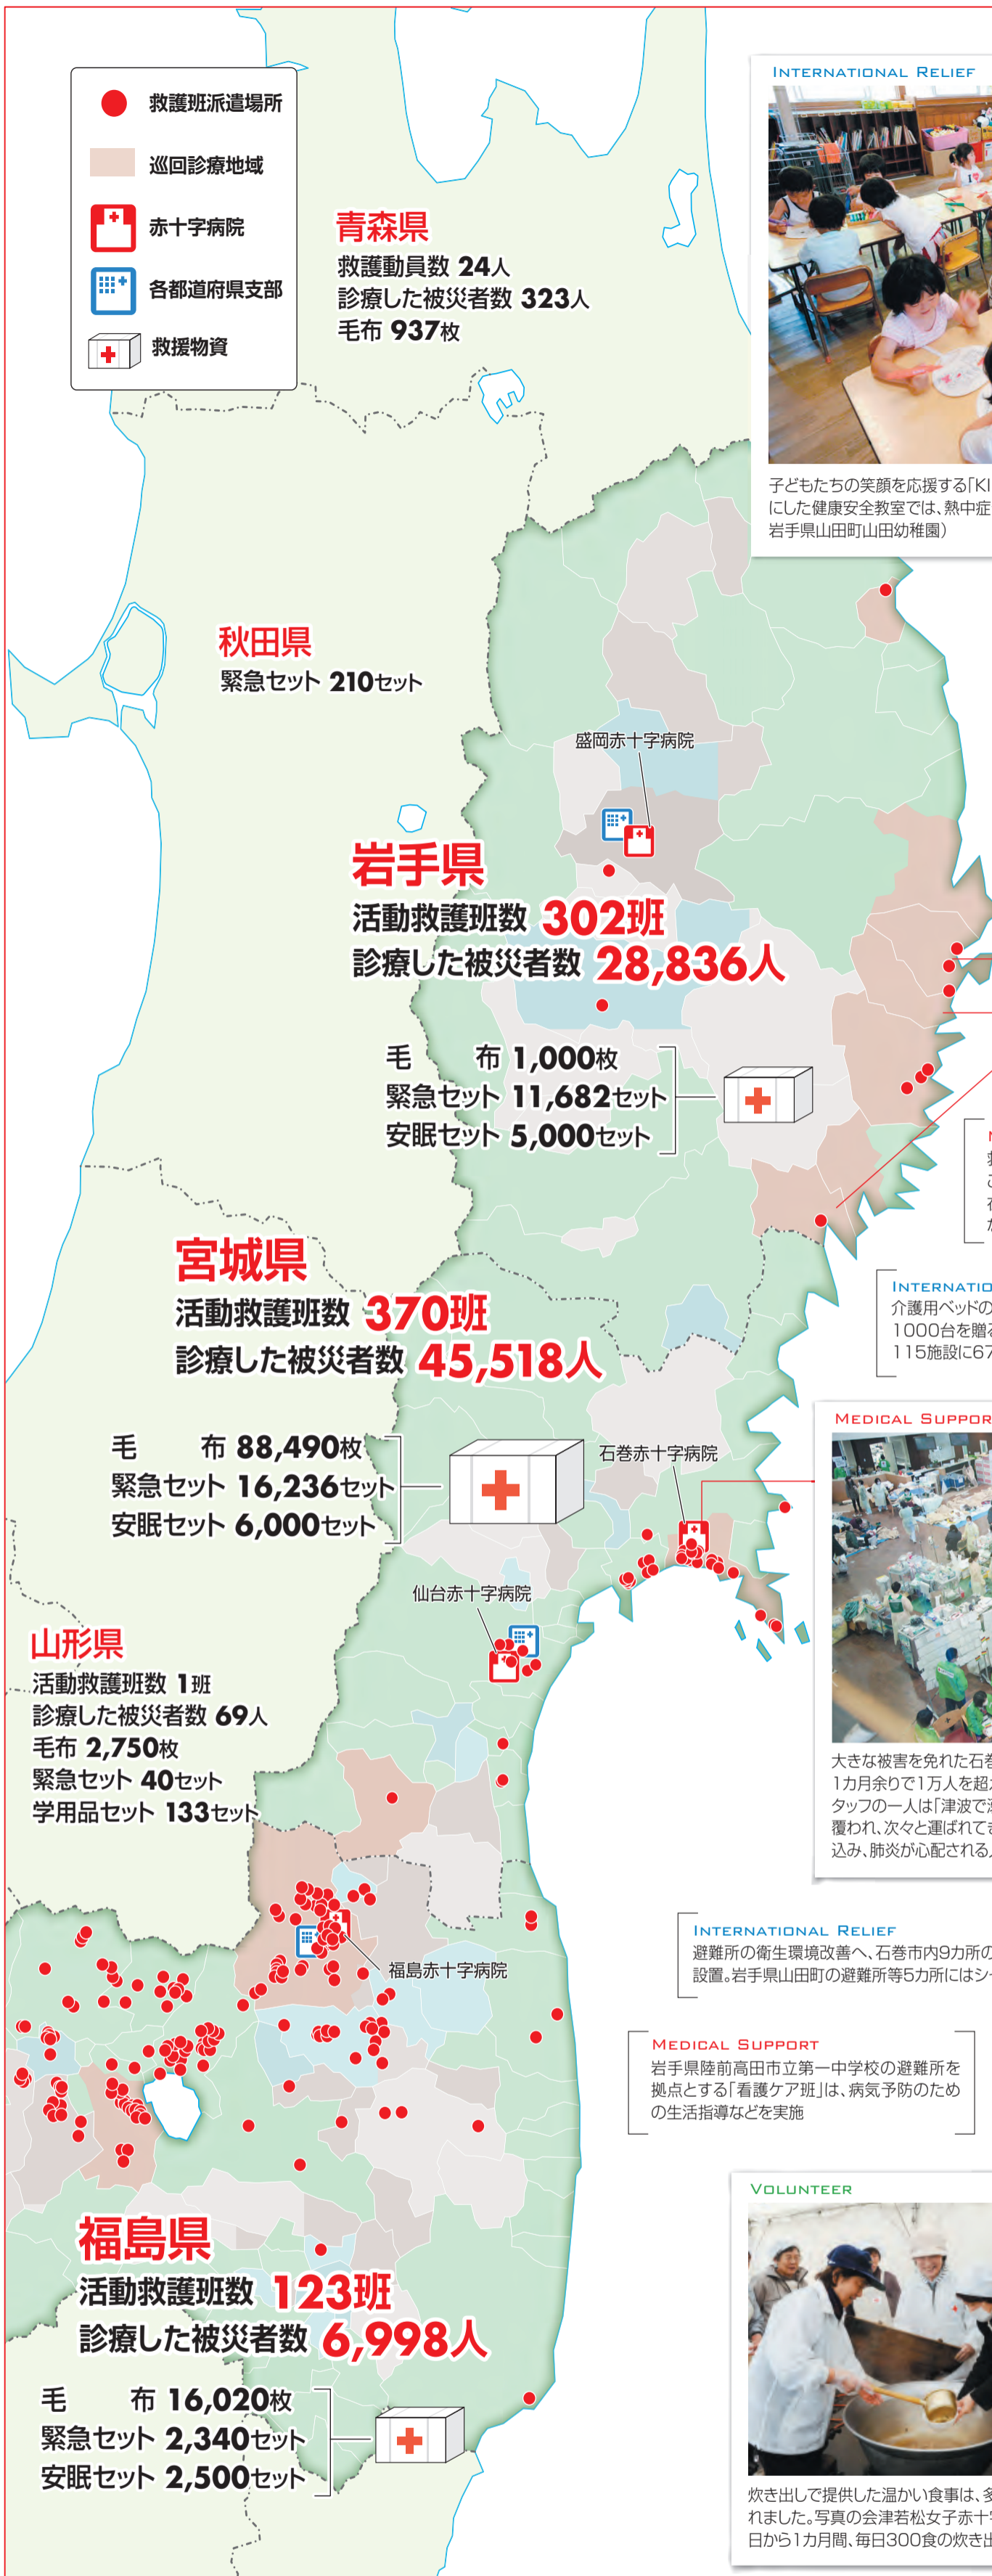 救護班派遣場所
巡回診療地域
赤十字病院
各都道府県支部
救援物資
青森県
救護動員数 24人
診療した被災者数 323人
毛布 937枚
INTERNATIONAL RELIEF
子どもたちの笑顔を応援する「KI
にした健康安全教室では、熱中症
岩手県山田町山田幼稚園）
秋田県
緊急セット 210セット
盛岡赤十字病院
岩手県
活動救護班数 302班
診療した被災者数 28,836人
毛　布 1,000枚
緊急セット 11,682セット
安眠セット 5,000セット
宮城県
活動救護班数 370班
診療した被災者数 45,518人
INTERNATIO
介護用ベッドの
1000台を贈る
115施設に67
毛　布 88,490枚
緊急セット 16,236セット
安眠セット 6,000セット
石巻赤十字病院
MEDICAL SUPPOR
大きな被害を免れた石巻
1カ月余りで1万人を超え
タッフの一人は「津波で
覆われ、次々と運ばれてき
込み、肺炎が心配される
仙台赤十字病院
山形県
活動救護班数 1班
診療した被災者数 69人
毛布 2,750枚
緊急セット 40セット
学用品セット 133セット
福島赤十字病院
INTERNATIONAL RELIEF
避難所の衛生環境改善へ、石巻市内9カ所の
設置。岩手県山田町の避難所等5カ所にはシ
MEDICAL SUPPORT
岩手県陸前高田市立第一中学校の避難所を
拠点とする「看護ケア班」は、病気予防のため
の生活指導などを実施
福島県
活動救護班数 123班
診療した被災者数 6,998人
毛　布 16,020枚
緊急セット 2,340セット
安眠セット 2,500セット
VOLUNTEER
炊き出しで提供した温かい食事は、多
れました。写真の会津若松女子赤十
日から1カ月間、毎日300食の炊き出